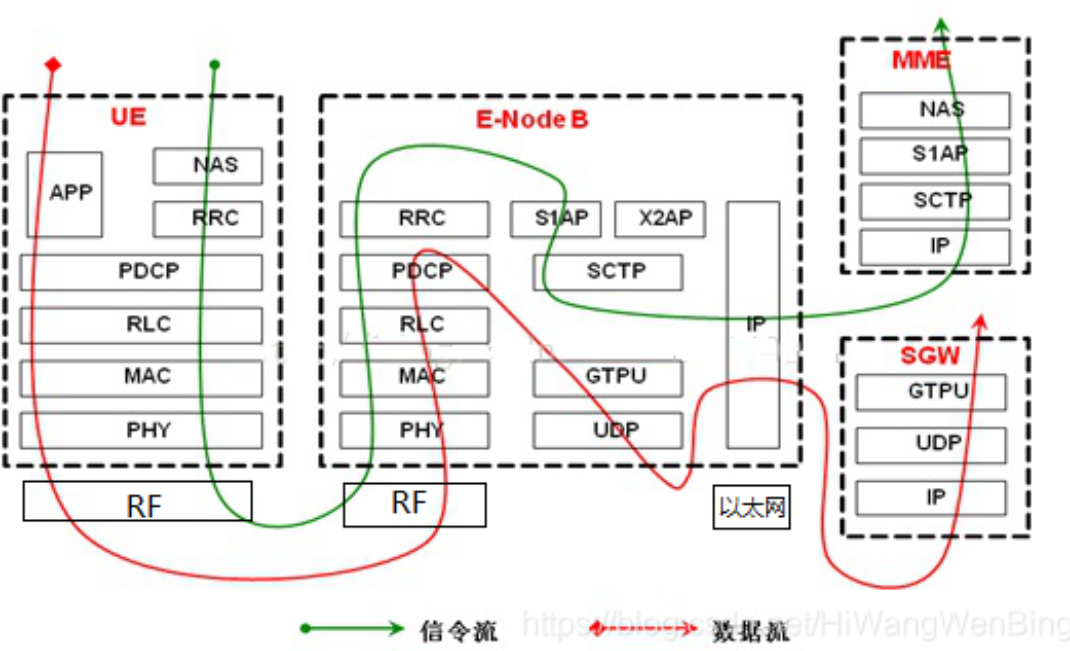 UE
APP
NAS
RRC
PDCP
RLC
MAC
PHY
RF
E-Node B
RRC
S1AP
X2AP
PDCP
SCTP
RLC
IP
MAC
GTPU
PHY
UDP
RF
以太网
MME
NAS
S1AP
SCTP
IP
SGW
GTPU
UDP
IP
信令流
数据流
https://blog.csdn.net/HiWangWenBing